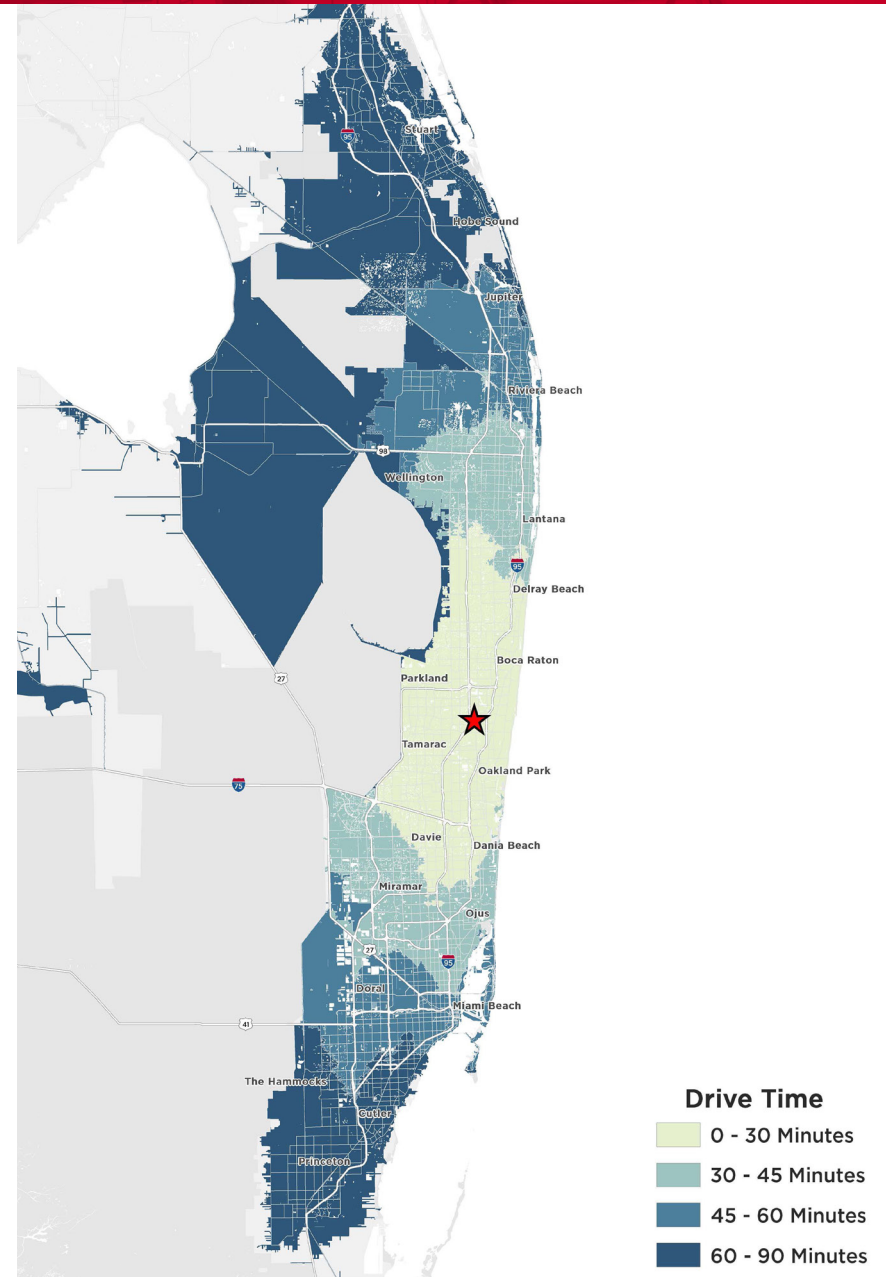 Stuart
95
Hobe Sound
Jupiter
Riviera Beach
98
Wellington
Lantana
95
Delray Beach
Boca Raton
Parkland
27
Tamarac
Oakland Park
75
Davie
Dania Beach
Miramar
Ojus
27
95
Doral
Miami Beach
41
The Hammocks
Cutler
Princeton
Drive Time
0 - 30 Minutes
30 - 45 Minutes
45 - 60 Minutes
60 - 90 Minutes